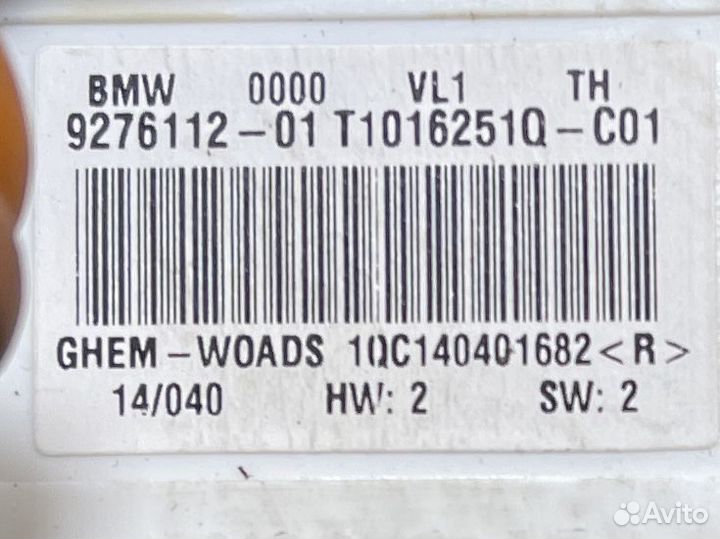 BMW 0000 VL1 TH
9276112-01 T1016251Q-C01
GHEM-WOADS 1QC140401682<R>
14/040 HW: 2 SW: 2
Avito